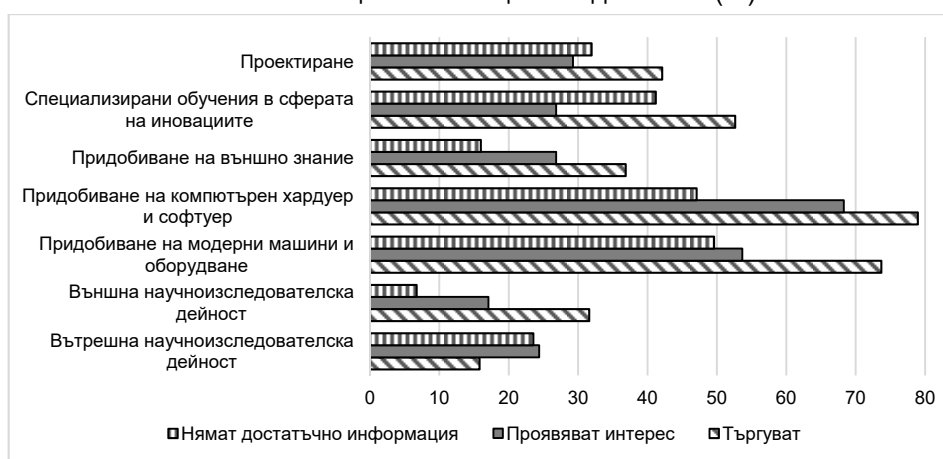 Проектиране
Специализирани обучения в сферата
на иновациите
Придобиване на външно знание
Придобиване на компютърен хардуер
и софтуер
Придобиване на модерни машини и
оборудване
Външна научноизследователска
дейност
Вътрешна научноизследователска
дейност
0 10 20 30 40 50 60 70 80
Нямат достатъчно информация Проявяват интерес Търгуват